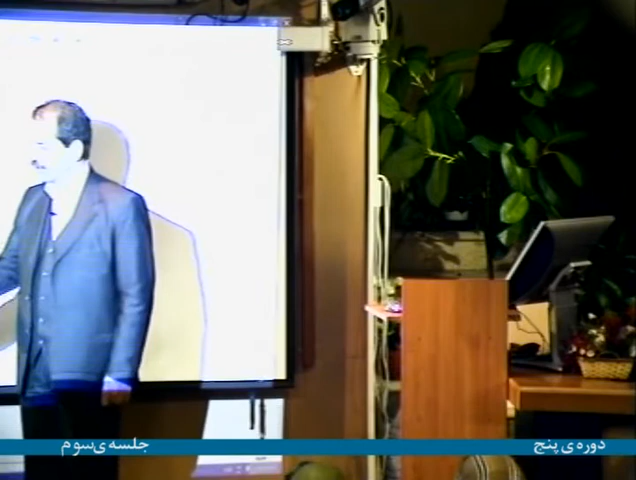 دوره ی پنج
جلسه ی سوم